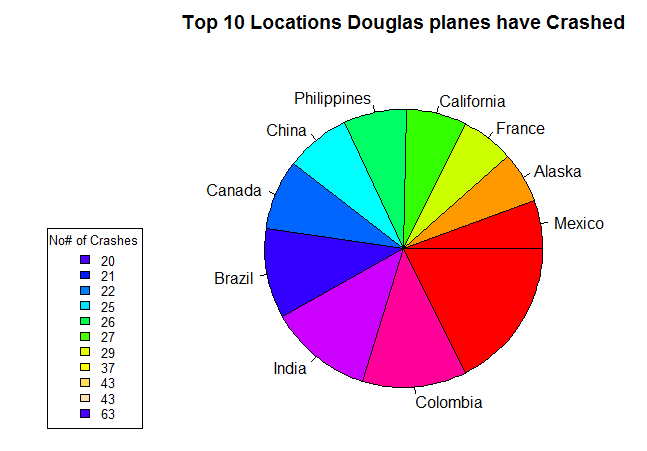 Top 10 Locations Douglas planes have Crashed
Philippines
California
China
France
Alaska
Canada
Mexico
Brazil
India
Colombia
No# of Crashes
20
21
22
25
26
27
29
37
43
43
63